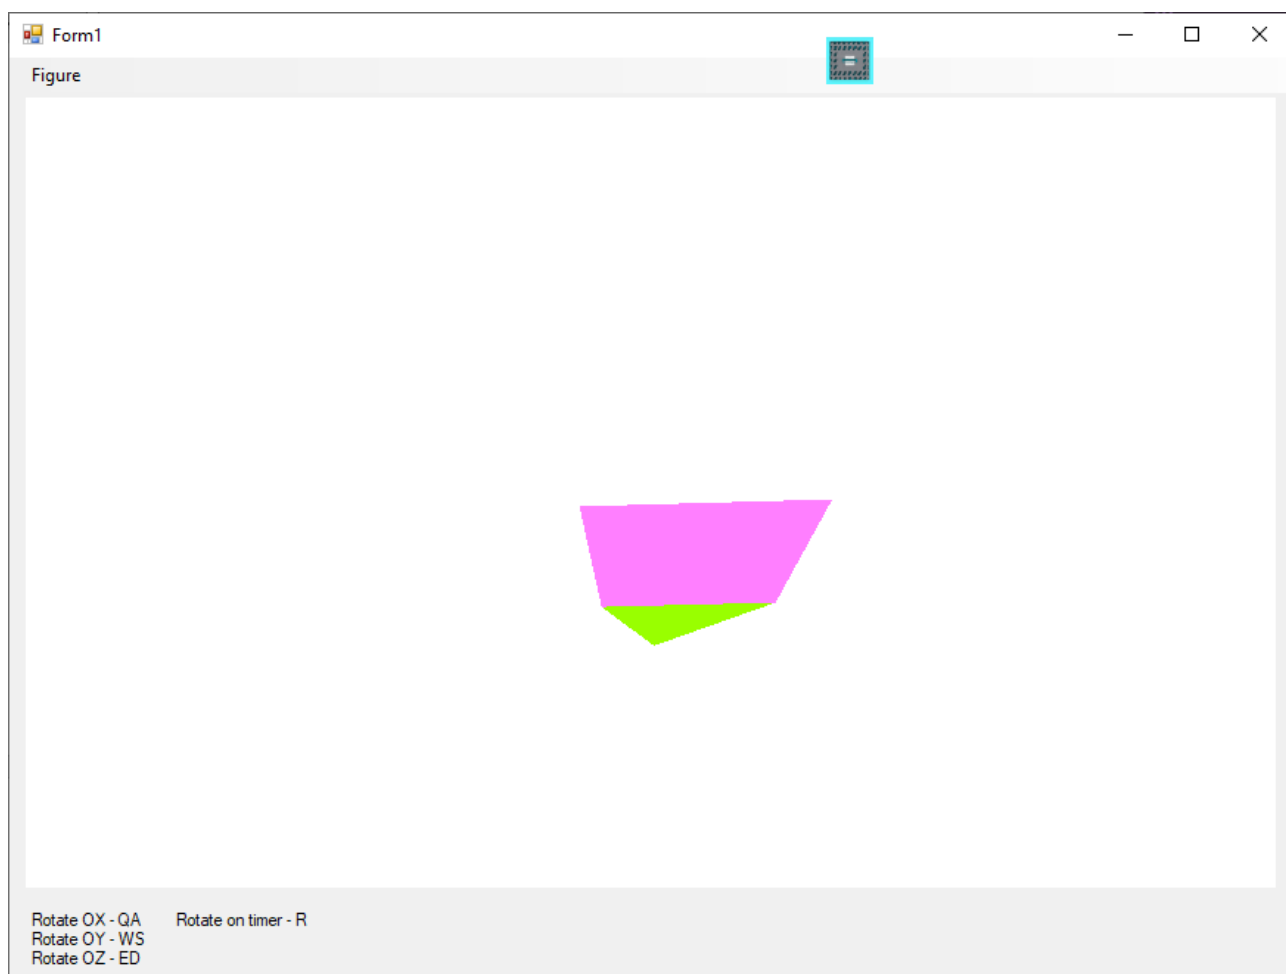 Form1
Figure
Rotate OX - QA Rotate on timer - R
Rotate OY - WS
Rotate OZ - ED